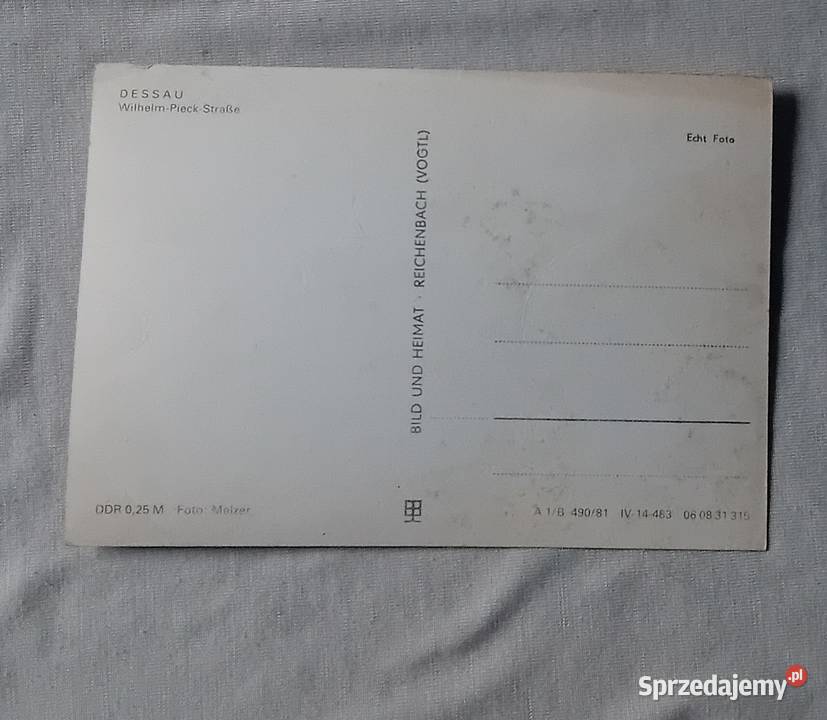 DESSAU
Wilhelm-Pieck-Straße
Echt Foto
BILD UND HEIMAT · REICHENBACH (VOGTL)
DDR 0,25 M Foto: Melzer
A 1/B 490/81 IV-14-483 06 08 31 315
Sprzedajemy.pl